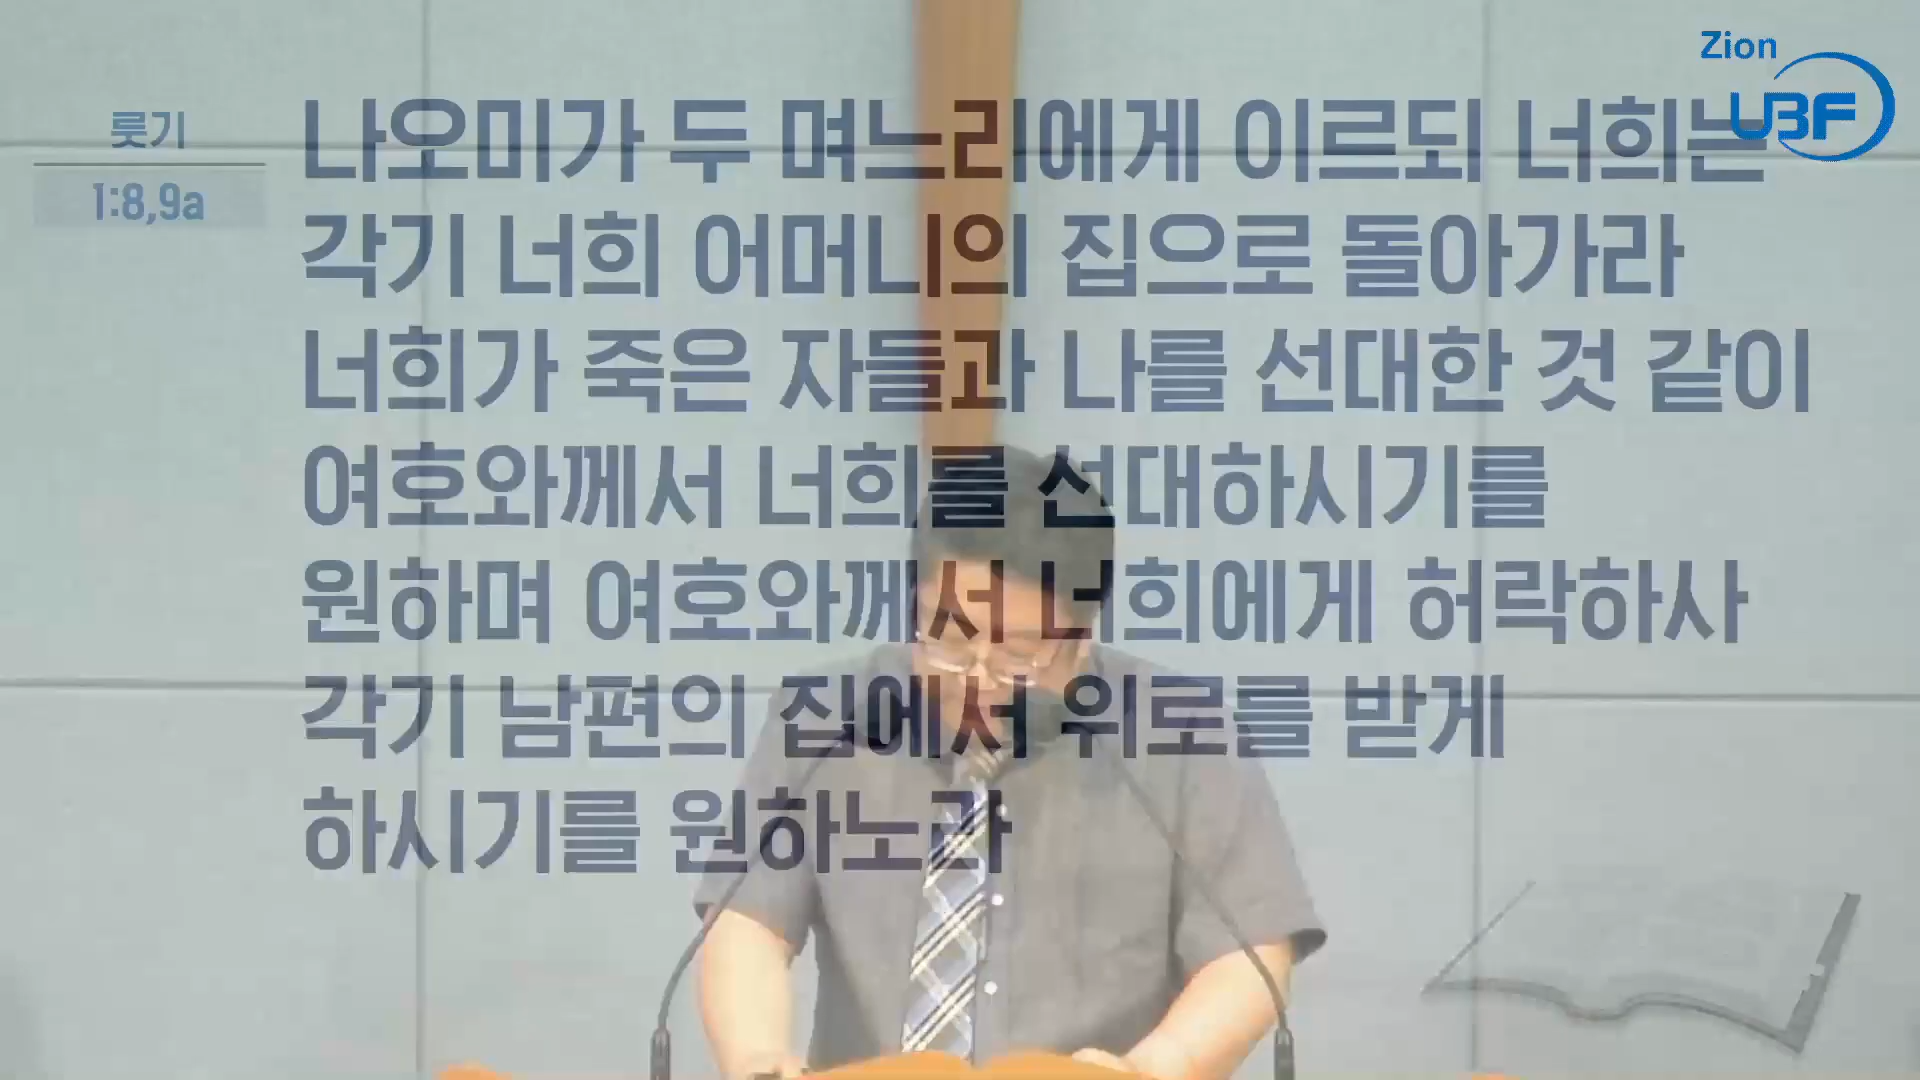 Zion
UBF
룻기
1:8,9a
나오미가 두 며느리에게 이르되 너희는
각기 너희 어머니의 집으로 돌아가라
너희가 죽은 자들과 나를 선대한 것 같이
여호와께서 너희를 선대하시기를
원하며 여호와께서 너희에게 허락하사
각기 남편의 집에서 위로를 받게
하시기를 원하노라